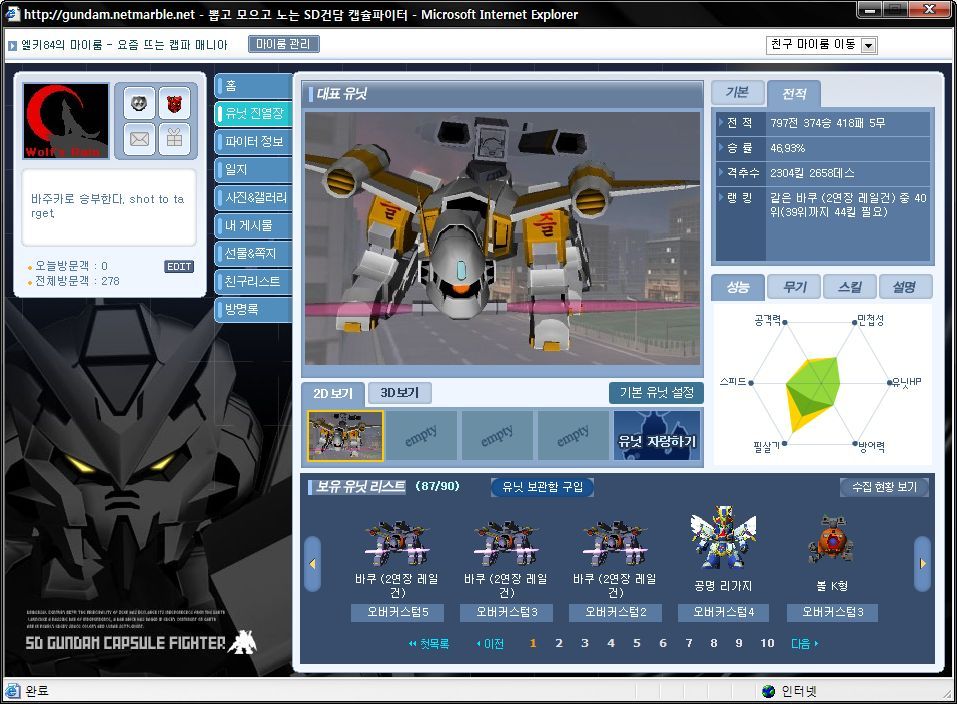 http://gundam.netmarble.net - 뽑고 모으고 노는 SD건담 캡슐파이터 - Microsoft Internet Explorer
엘키84의 마이룸 - 요즘 뜨는 캡파 매니아
마이룸 관리
친구 마이룸 이동
Wolf's Rain
바주카로 승부한다. shot to ta
rget.
오늘방문객 : 0
EDIT
전체방문객 : 278
홈
유닛 진열장
파이터 정보
일지
사진&갤러리
내 게시물
선물&쪽지
친구리스트
방명록
대표 유닛
즐
2D 보기
3D 보기
기본 유닛 설정
empty
empty
empty
유닛 자랑하기
기본
전적
전 적
797전 374승 418패 5무
승 률
46.93%
격추수
2304킬 2658데스
랭 킹
같은 바쿠 (2연장 레일건) 중 40
위(39위까지 44킬 필요)
성능
무기
스킬
설명
공격력
민첩성
스피드
유닛HP
필살기
방어력
보유 유닛 리스트 (87/90)
유닛 보관함 구입
수집 현황 보기
바쿠 (2연장 레일
건)
오버커스텀5
바쿠 (2연장 레일
건)
오버커스텀3
바쿠 (2연장 레일
건)
오버커스텀2
공명 리가지
오버커스텀4
볼 K형
오버커스텀3
첫목록
이전
1 2 3 4 5 6 7 8 9 10
다음
SD GUNDAM CAPSULE FIGHTER
완료
인터넷